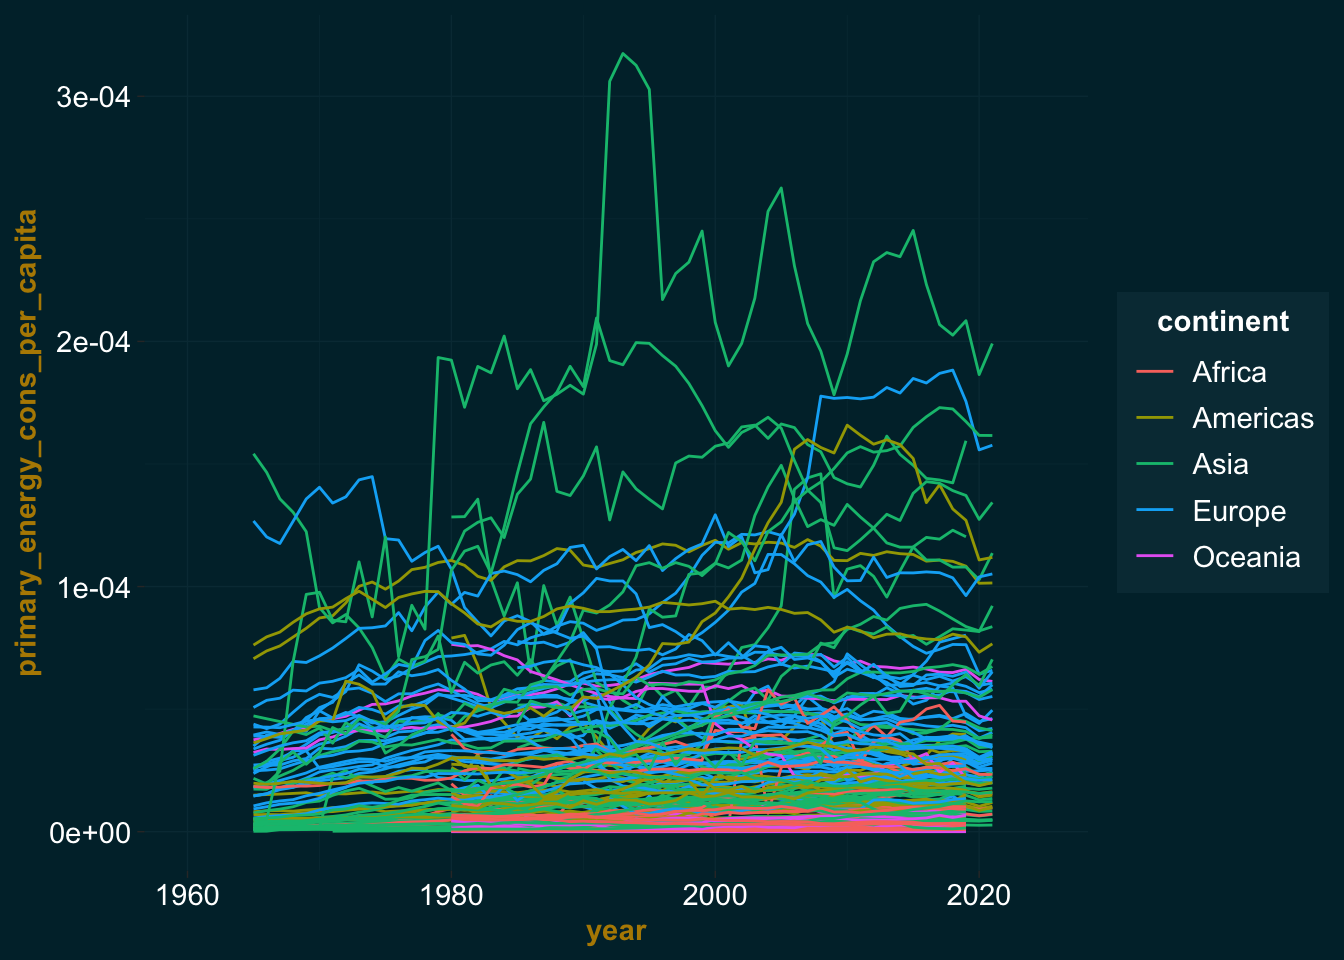 3e-04
2e-04
1e-04
0e+00
primary_energy_cons_per_capita
1960 1980 2000 2020
year
continent
Africa
Americas
Asia
Europe
Oceania